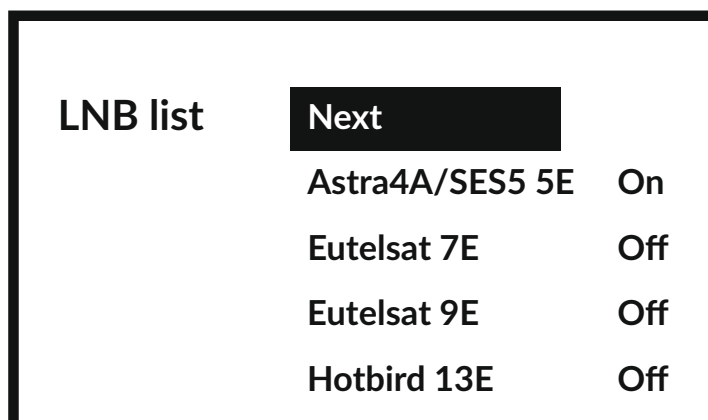 LNB list
Next
Astra4A/SES5 5E On
Eutelsat 7E Off
Eutelsat 9E Off
Hotbird 13E Off